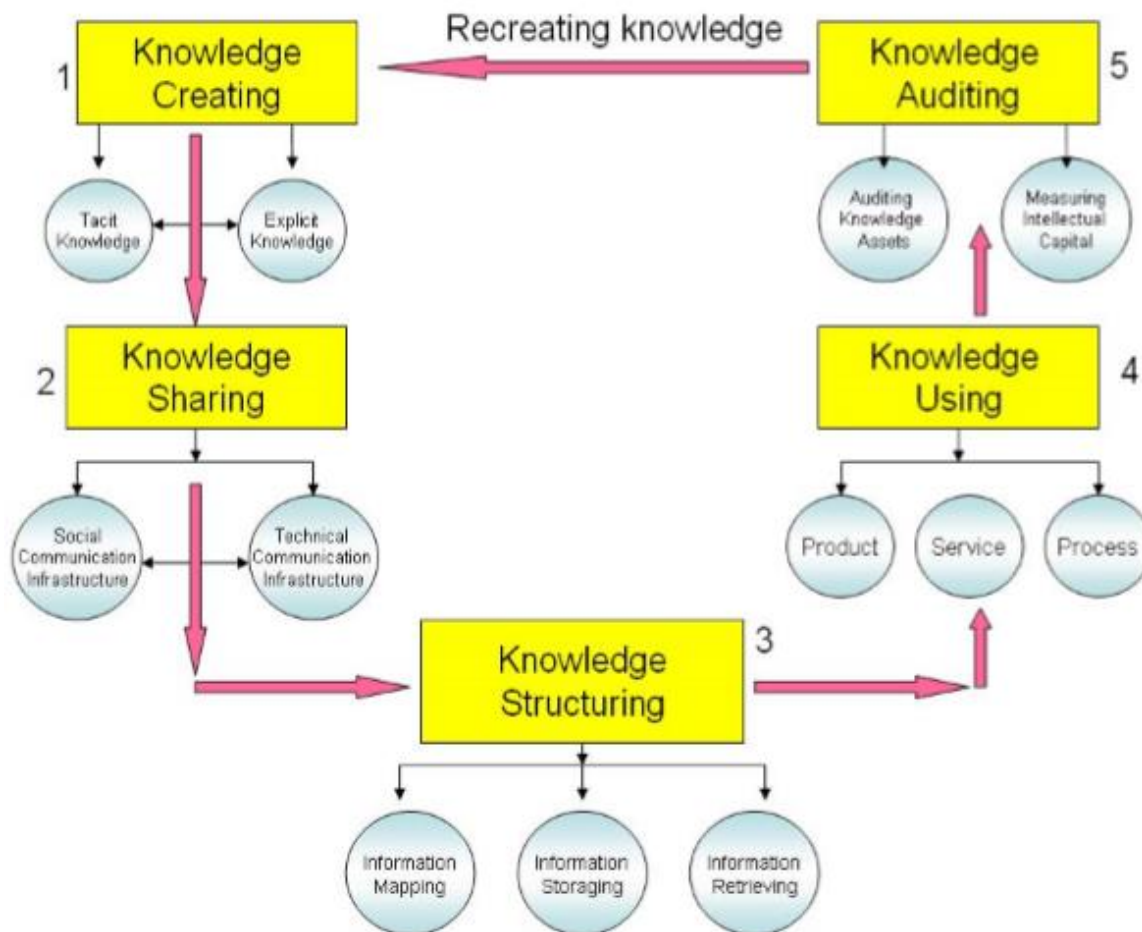 Recreating knowledge
1
Knowledge
Creating
Tacit
Knowledge
Explicit
Knowledge
2
Knowledge
Sharing
Social
Communication
Infrastructure
Technical
Communication
Infrastructure
3
Knowledge
Structuring
Information
Mapping
Information
Storaging
Information
Retrieving
4
Knowledge
Using
Product
Service
Process
5
Knowledge
Auditing
Auditing
Knowledge
Assets
Measuring
Intellectual
Capital